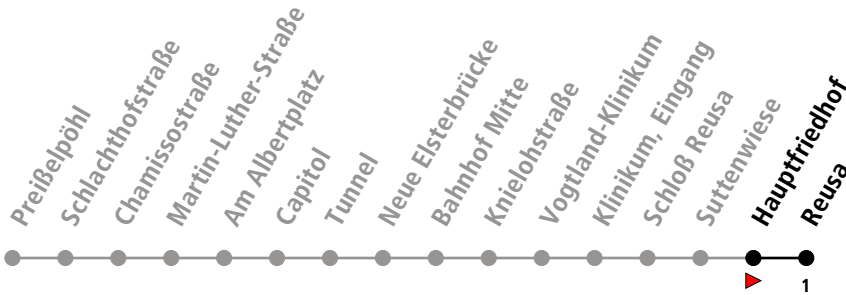 Preißelpöhl
Schlachthofstraße
Chamissostraße
Martin-Luther-Straße
Am Albertplatz
Capitol
Tunnel
Neue Elsterbrücke
Bahnhof Mitte
Knielohstraße
Vogtland-Klinikum
Klinikum, Eingang
Schloß Reusa
Suttenwiese
Hauptfriedhof
Reusa
1